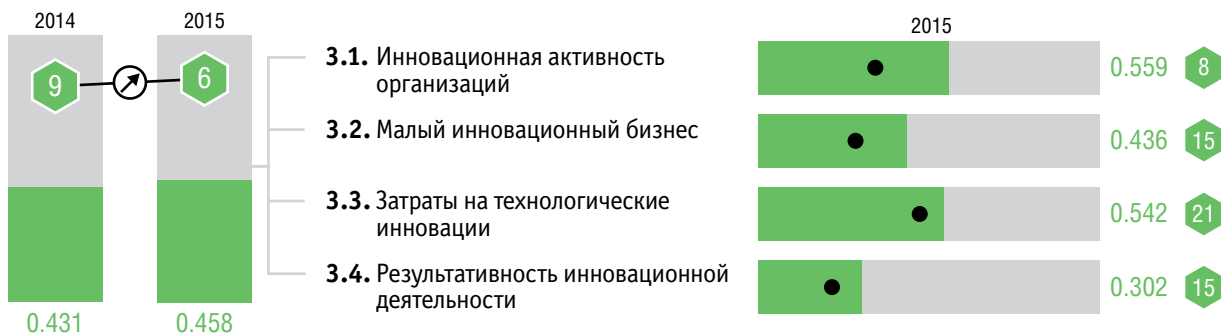 2014
2015
9
6
0.431
0.458
2015
3.1. Инновационная активность
организаций
0.559
8
3.2. Малый инновационный бизнес
0.436
15
3.3. Затраты на технологические
инновации
0.542
21
3.4. Результативность инновационной
деятельности
0.302
15